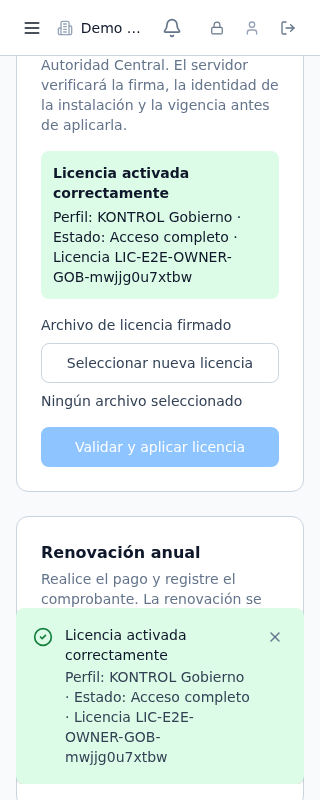 Demo ...
Autoridad Central. El servidor
verificará la firma, la identidad de
la instalación y la vigencia antes
de aplicarla.
Licencia activada
correctamente
Perfil: KONTROL Gobierno ·
Estado: Acceso completo ·
Licencia LIC-E2E-OWNER-
GOB-mwjjg0u7xtbw
Archivo de licencia firmado
Seleccionar nueva licencia
Ningún archivo seleccionado
Validar y aplicar licencia
Renovación anual
Realice el pago y registre el
comprobante. La renovación se
Licencia activada
correctamente
Perfil: KONTROL Gobierno
· Estado: Acceso completo
· Licencia LIC-E2E-
OWNER-GOB-
mwjjg0u7xtbw